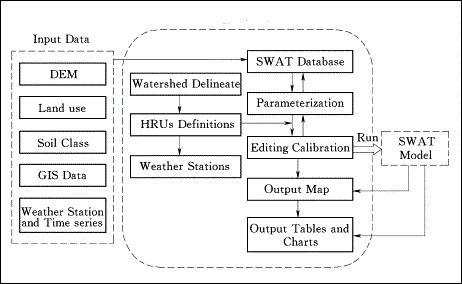 Input Data
DEM
Land use
Soil Class
GIS Data
Weather Station
and Time series
Watershed Delineate
HRUs Definitions
Weather Stations
SWAT Database
Parameterization
Editing Calibration
Output Map
Output Tables and
Charts
Run
SWAT
Model